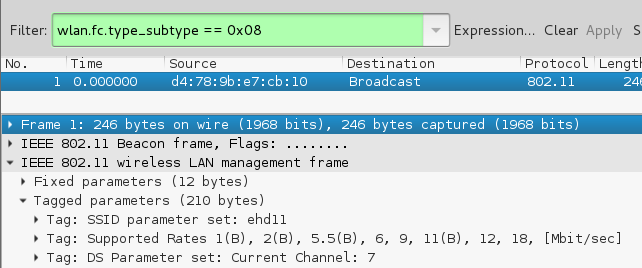 Filter: wlan.fc.type_subtype == 0x08 Expression... Clear Apply S
No. Time Source Destination Protocol Length
1 0.000000 d4:78:9b:e7:cb:10 Broadcast 802.11 246
Frame 1: 246 bytes on wire (1968 bits), 246 bytes captured (1968 bits)
IEEE 802.11 Beacon frame, Flags: ........
IEEE 802.11 wireless LAN management frame
Fixed parameters (12 bytes)
Tagged parameters (210 bytes)
Tag: SSID parameter set: ehd11
Tag: Supported Rates 1(B), 2(B), 5.5(B), 6, 9, 11(B), 12, 18, [Mbit/sec]
Tag: DS Parameter set: Current Channel: 7